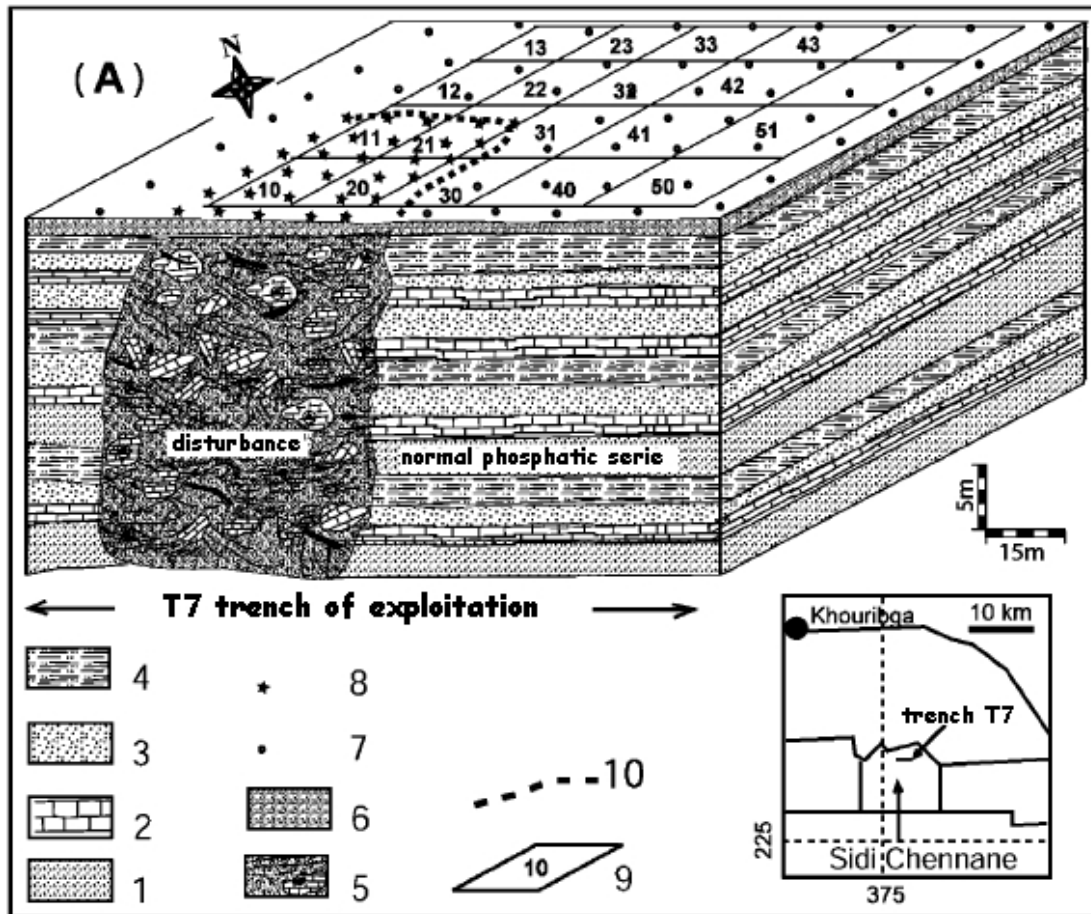 (A)
N
13 23 33 43
12 22 32 42
11 21 31 41 51
10 20 30 40 50
disturbance
normal phosphatic serie
5m
15m
T7 trench of exploitation
4
8
3
7
10
2
6
1
5
10
9
Khouribga
10 km
trench T7
225
Sidi Chennane
375